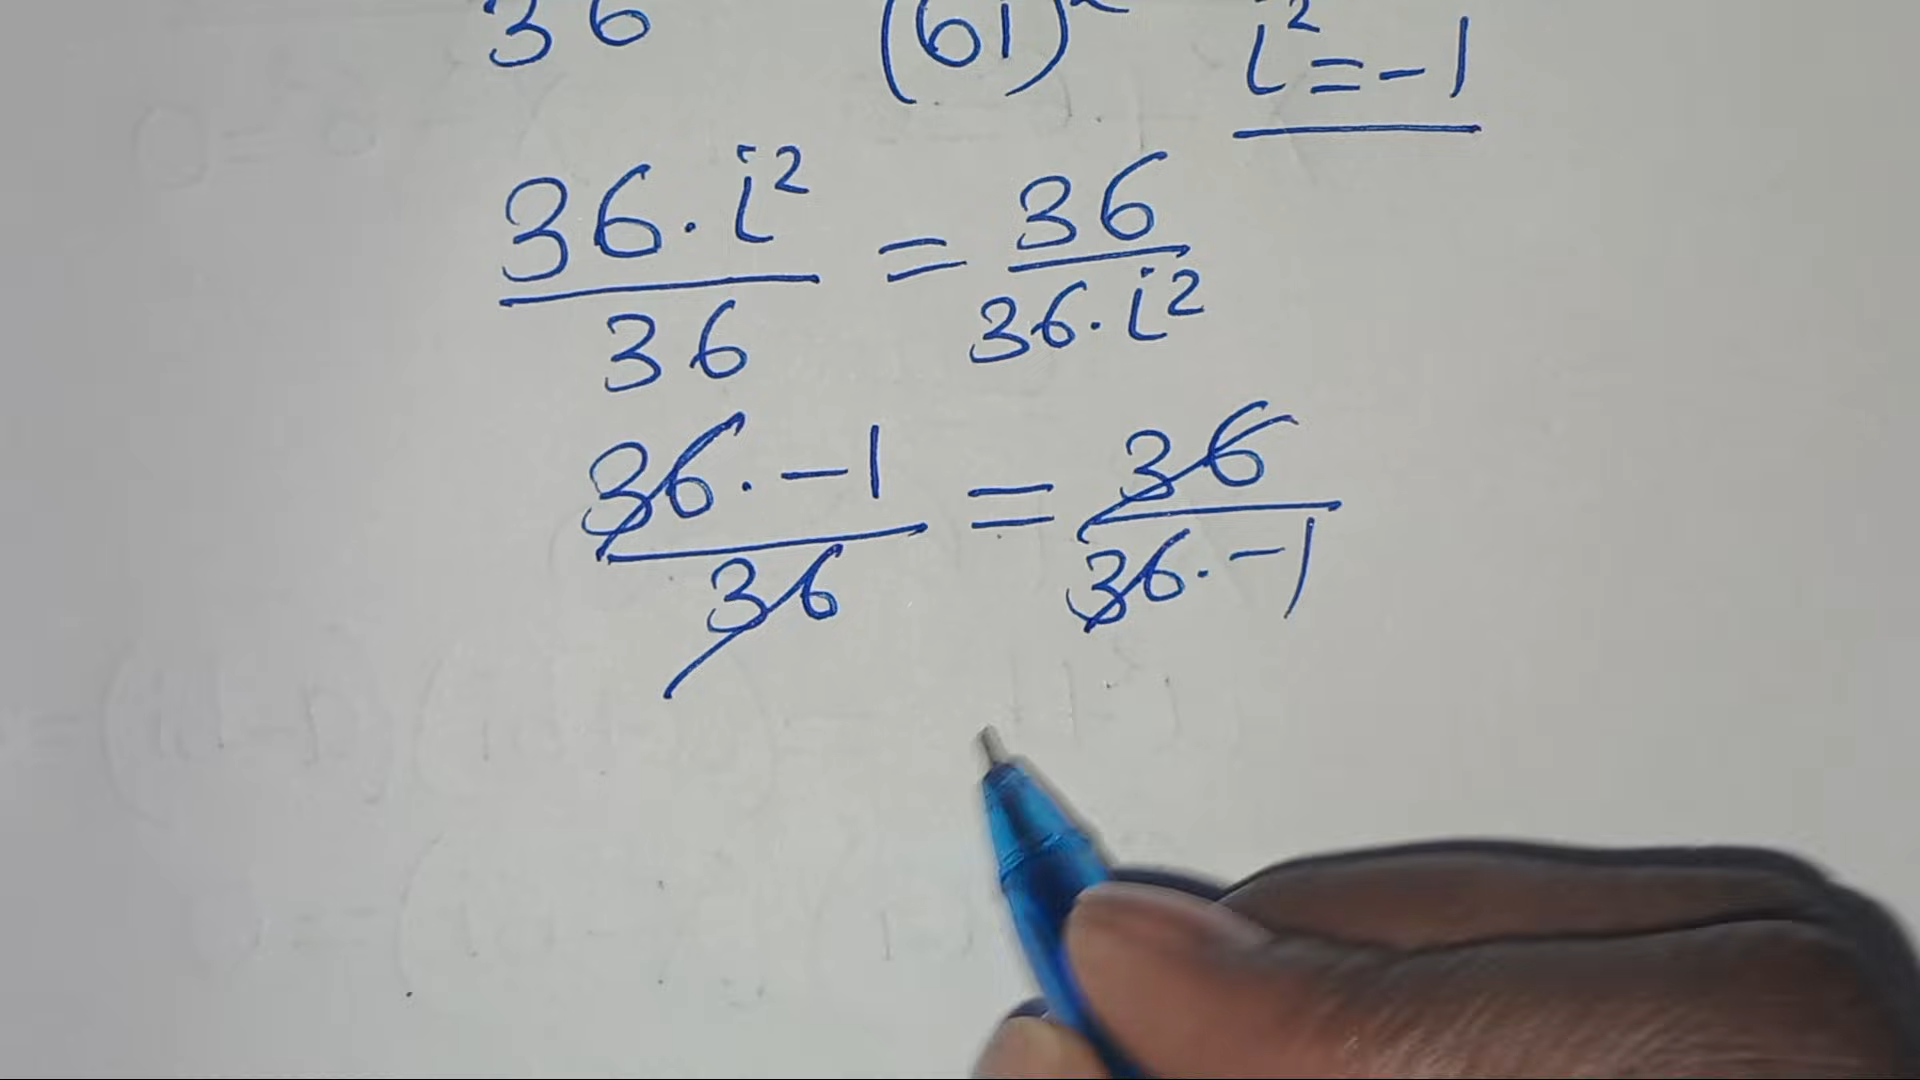 36 (6i)² i² = -1
36 · i² / 36 = 36 / 36 · i²
36 · -1 / 36 = 36 / 36 · -1